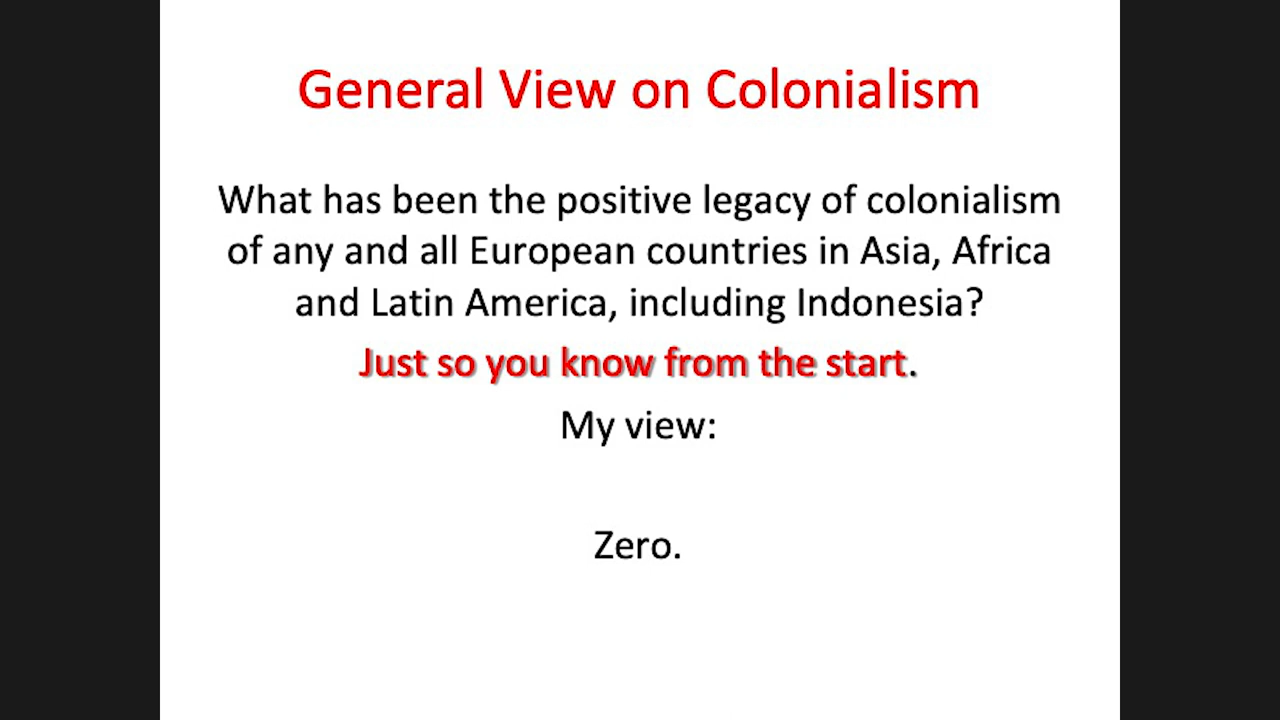 General View on Colonialism
What has been the positive legacy of colonialism
of any and all European countries in Asia, Africa
and Latin America, including Indonesia?
Just so you know from the start.
My view:
Zero.